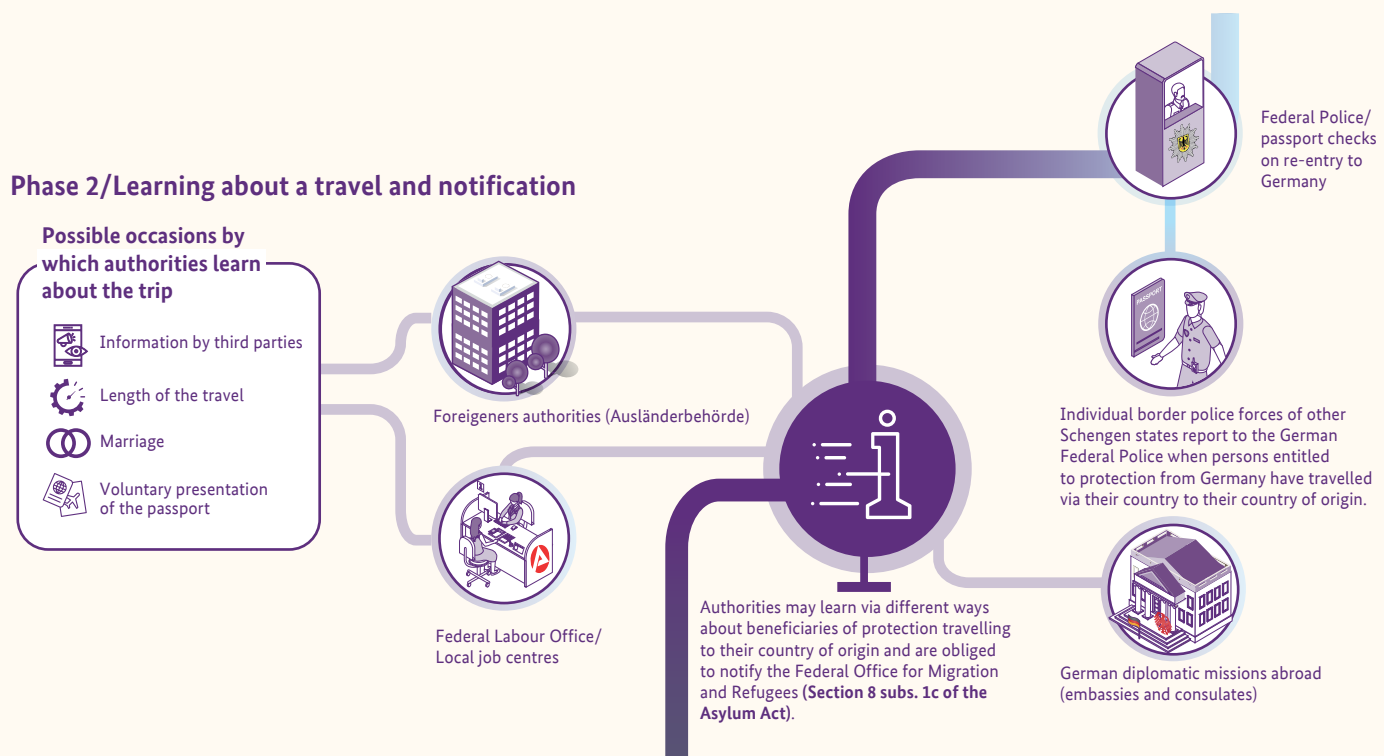 Phase 2/Learning about a travel and notification
Possible occasions by
which authorities learn
about the trip
Information by third parties
Length of the travel
Marriage
Voluntary presentation
of the passport
Foreigeners authorities (Ausländerbehörde)
Federal Labour Office/
Local job centres
Authorities may learn via different ways
about beneficiaries of protection travelling
to their country of origin and are obliged
to notify the Federal Office for Migration
and Refugees (Section 8 subs. 1c of the
Asylum Act).
Federal Police/
passport checks
on re-entry to
Germany
PASSPORT
Individual border police forces of other
Schengen states report to the German
Federal Police when persons entitled
to protection from Germany have travelled
via their country to their country of origin.
German diplomatic missions abroad
(embassies and consulates)